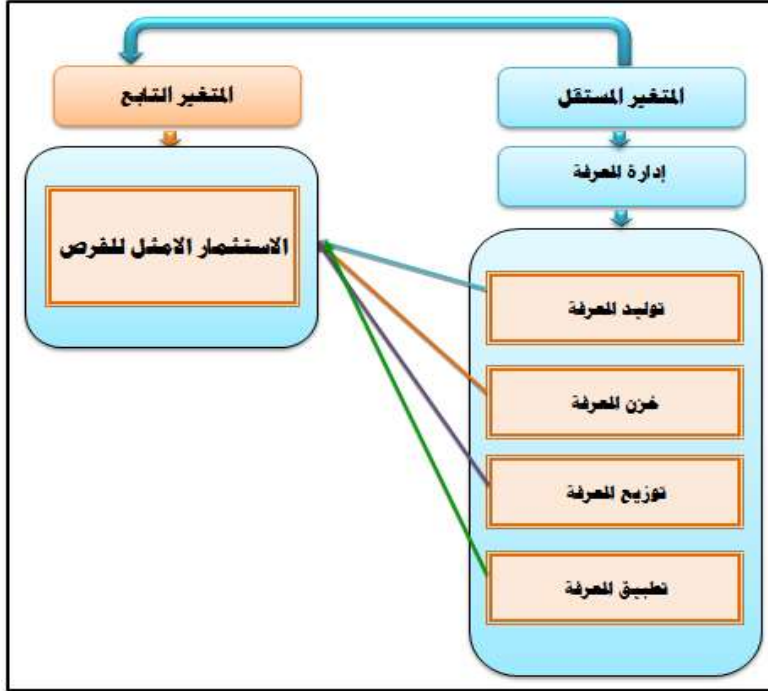 المتغير المستقل
المتغير التابع
إدارة المعرفة
الاستثمار الامثل للفرص
توليد المعرفة
خزن المعرفة
توزيع المعرفة
تطبيق المعرفة